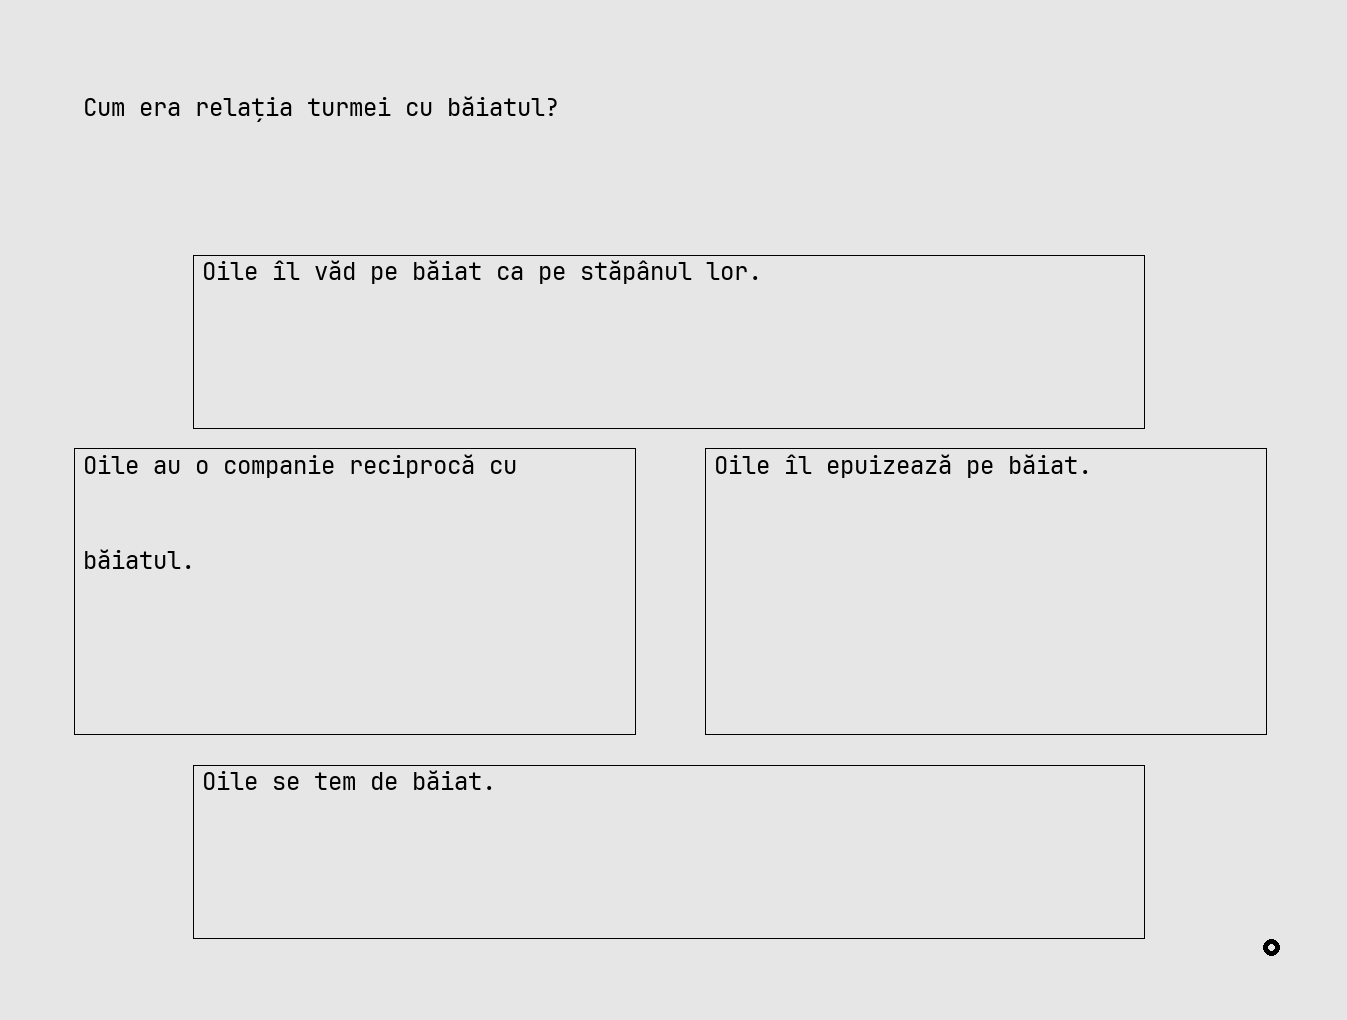 Cum era relația turmei cu băiatul?
Oile îl văd pe băiat ca pe stăpânul lor.
Oile au o companie reciprocă cu
băiatul.
Oile îl epuizează pe băiat.
Oile se tem de băiat.